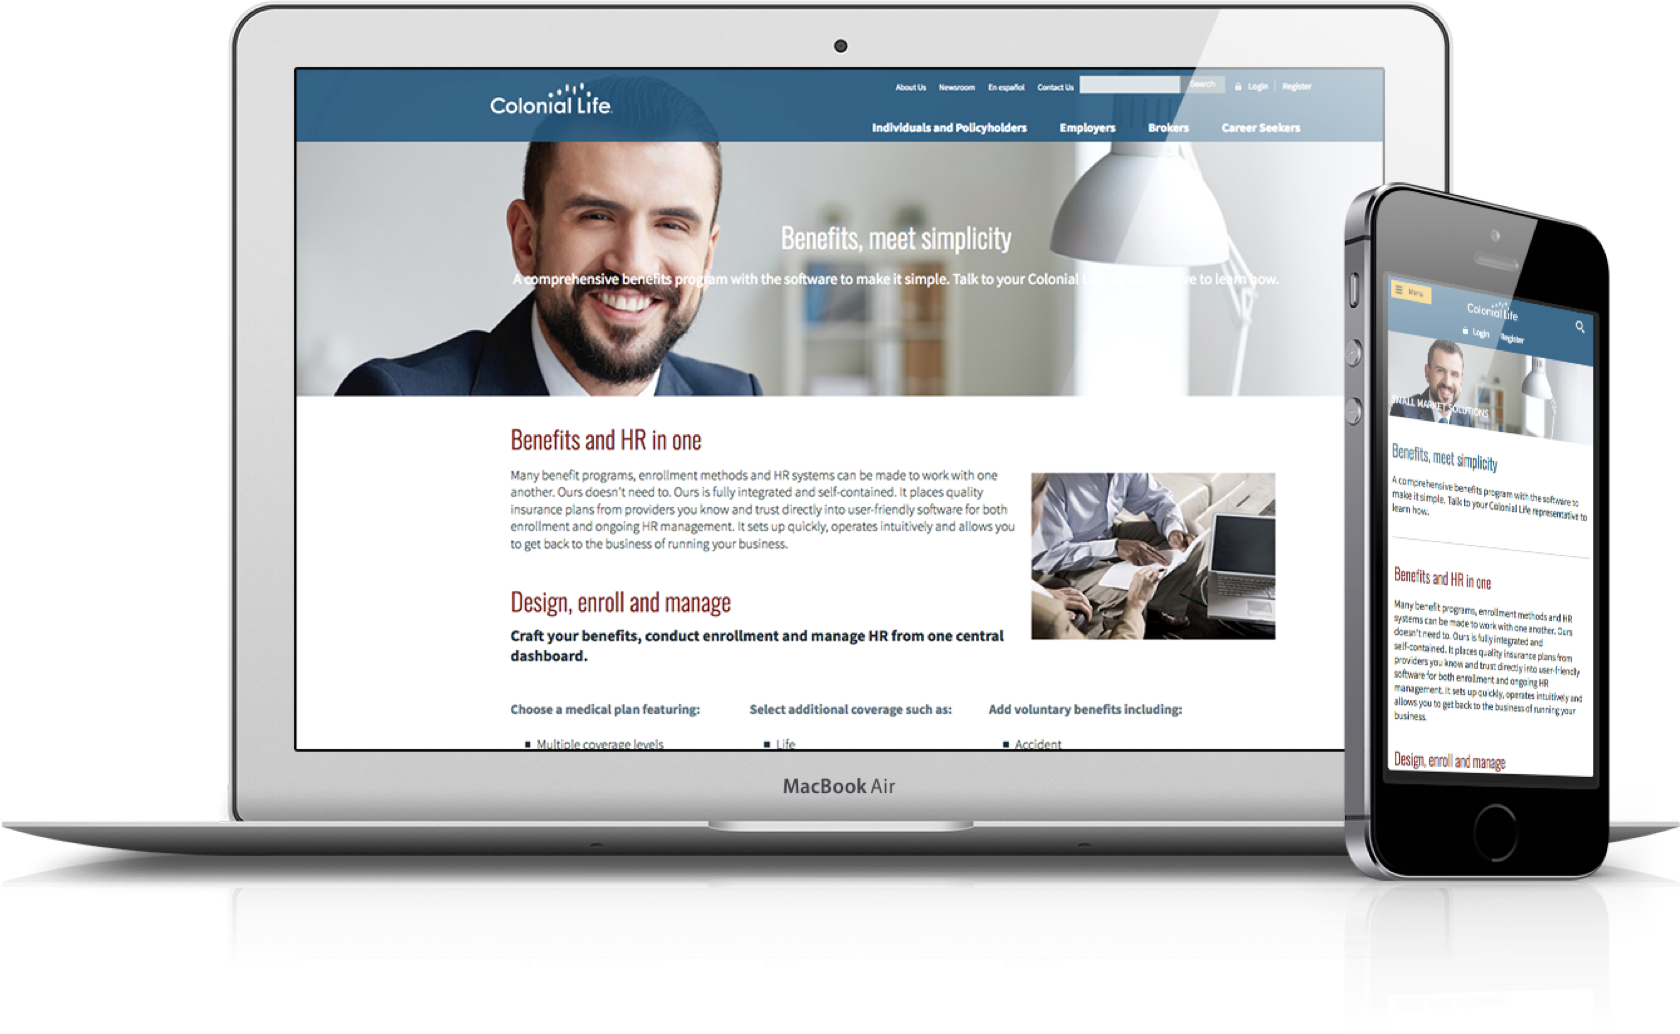 About Us Newsroom En español Contact Us Search Login Register
Colonial Life
Individuals and Policyholders Employers Brokers Career Seekers
Benefits, meet simplicity
A comprehensive benefits program with the software to make it simple. Talk to your Colonial L ve to learn how.
Benefits and HR in one
Many benefit programs, enrollment methods and HR systems can be made to work with one
another. Ours doesn't need to. Ours is fully integrated and self-contained. It places quality
insurance plans from providers you know and trust directly into user-friendly software for both
enrollment and ongoing HR management. It sets up quickly, operates intuitively and allows you
to get back to the business of running your business.
Design, enroll and manage
Craft your benefits, conduct enrollment and manage HR from one central
dashboard.
Choose a medical plan featuring: Select additional coverage such as: Add voluntary benefits including:
Multiple coverage levels Life Accident
MacBook Air
Menu
Colonial Life
Login Register
SMALL MARKET SOLUTIONS
Benefits, meet simplicity
A comprehensive benefits program with the software to
make it simple. Talk to your Colonial Life representative to
learn how.
Benefits and HR in one
Many benefit programs, enrollment methods and HR
systems can be made to work with one another. Ours
doesn't need to. Ours is fully integrated and
self-contained. It places quality insurance plans from
providers you know and trust directly into user-friendly
software for both enrollment and ongoing HR
management. It sets up quickly, operates intuitively and
allows you to get back to the business of running your
business.
Design, enroll and manage